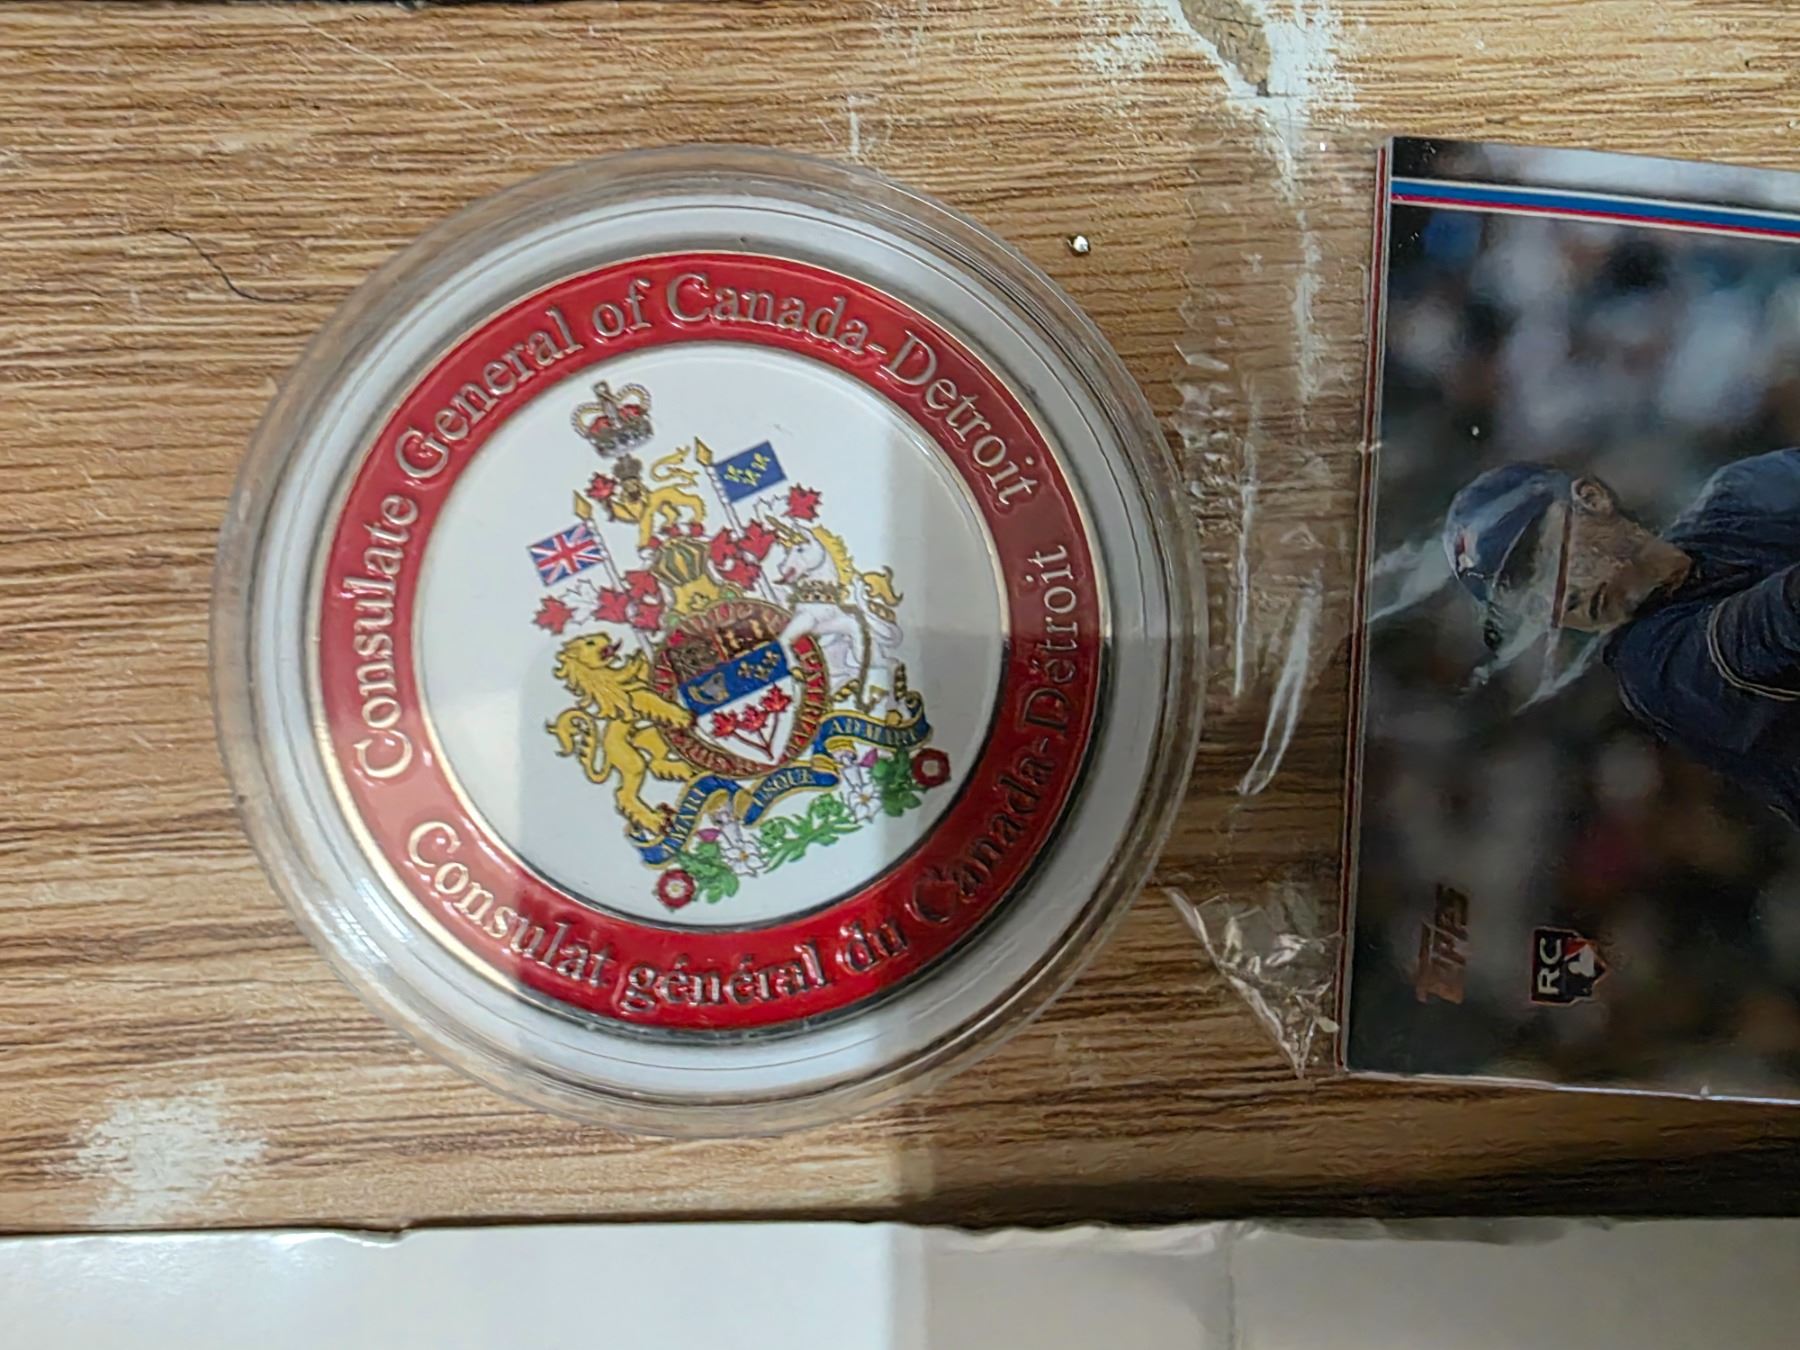 Consulate General of Canada-Detroit
Consulat général du Canada-Détroit
A MARI USQUE AD MARE
TOPPS
RC